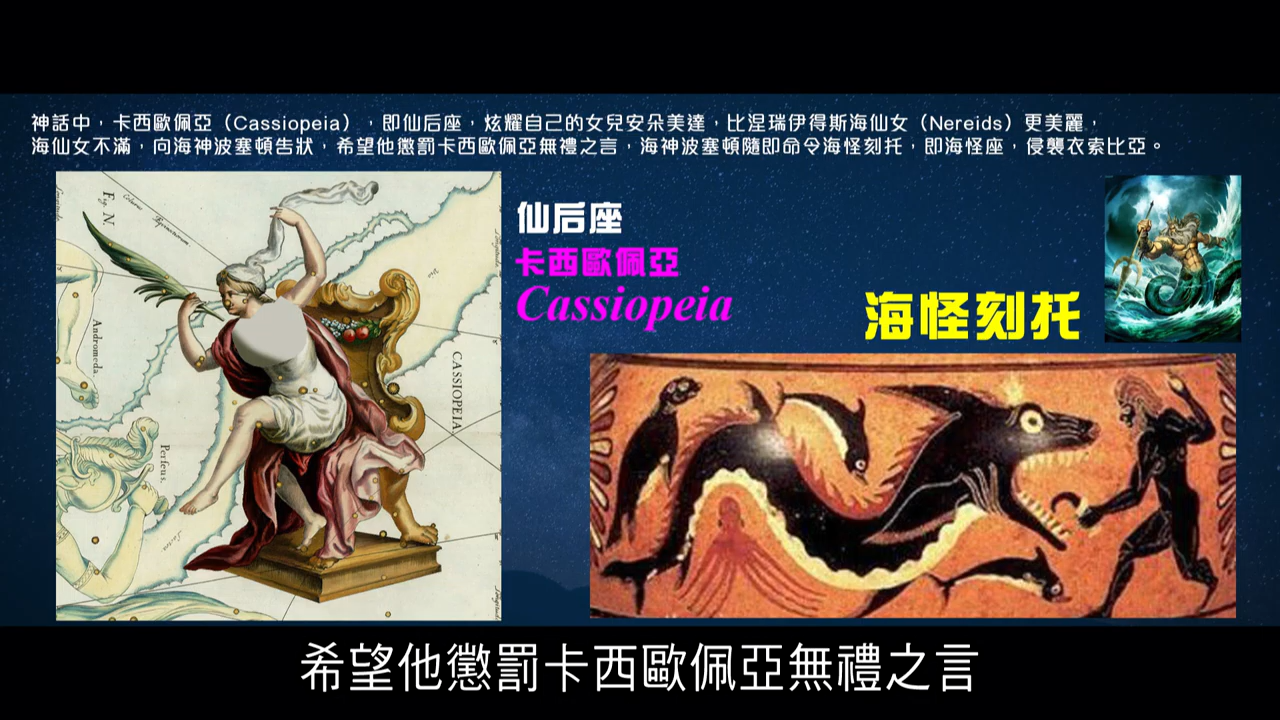 神話中，卡西歐佩亞（Cassiopeia），即仙后座，炫耀自己的女兒安朵美達，比涅瑞伊得斯海仙女（Nereids）更美麗，
海仙女不滿，向海神波塞頓告狀，希望他懲罰卡西歐佩亞無禮之言，海神波塞頓隨即命令海怪刻托，即海怪座，侵襲衣索比亞。
Fig. N.
Andromeda.
Perseus.
CASSIOPEIA.
仙后座
卡西歐佩亞
Cassiopeia
海怪刻托
希望他懲罰卡西歐佩亞無禮之言